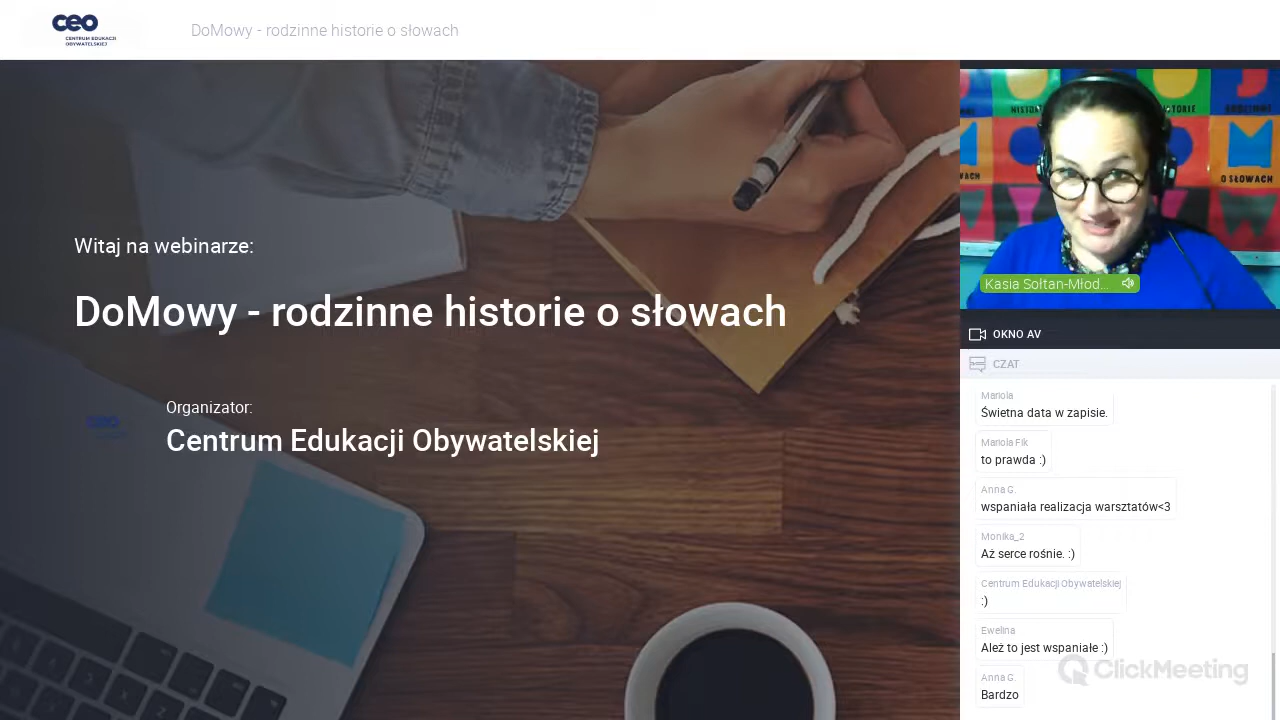 ceo
CENTRUM EDUKACJI
OBYWATELSKIEJ
DoMowy - rodzinne historie o słowach
Witaj na webinarze:
DoMowy - rodzinne historie o słowach
Organizator:
Centrum Edukacji Obywatelskiej
O SŁOWACH
Kasia Sołtan-Młod...
OKNO AV
CZAT
Mariola
Świetna data w zapisie.
Mariola Fik
to prawda :)
Anna G.
wspaniała realizacja warsztatów<3
Monika_2
Aż serce rośnie. :)
Centrum Edukacji Obywatelskiej
:)
Ewelina
Ależ to jest wspaniałe :)
Anna G.
Bardzo
ClickMeeting